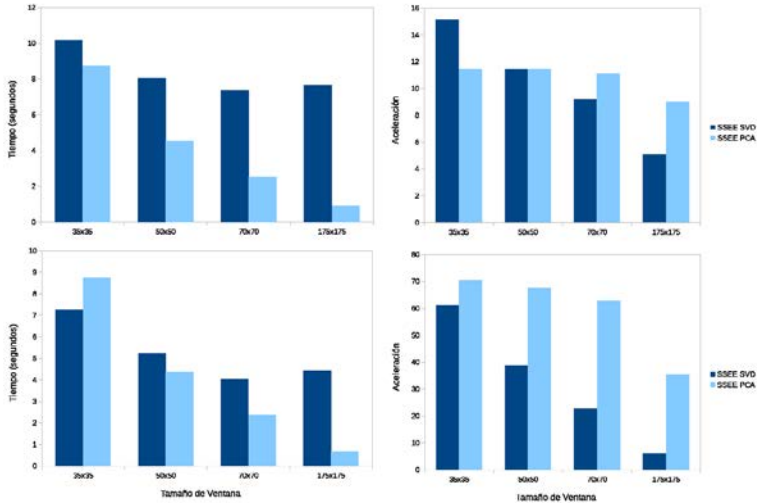 12
10
8
6
4
2
0
Tiempo (segundos)
35x35
50x50
70x70
175x175
16
14
12
10
8
6
4
2
0
Aceleración
35x35
50x50
70x70
175x175
SSEE SVD
SSEE PCA
10
9
8
7
6
5
4
3
2
1
0
Tiempo (segundos)
35x35
50x50
70x70
175x175
Tamaño de Ventana
80
70
60
50
40
30
20
10
0
Aceleración
35x35
50x50
70x70
175x175
Tamaño de Ventana
SSEE SVD
SSEE PCA